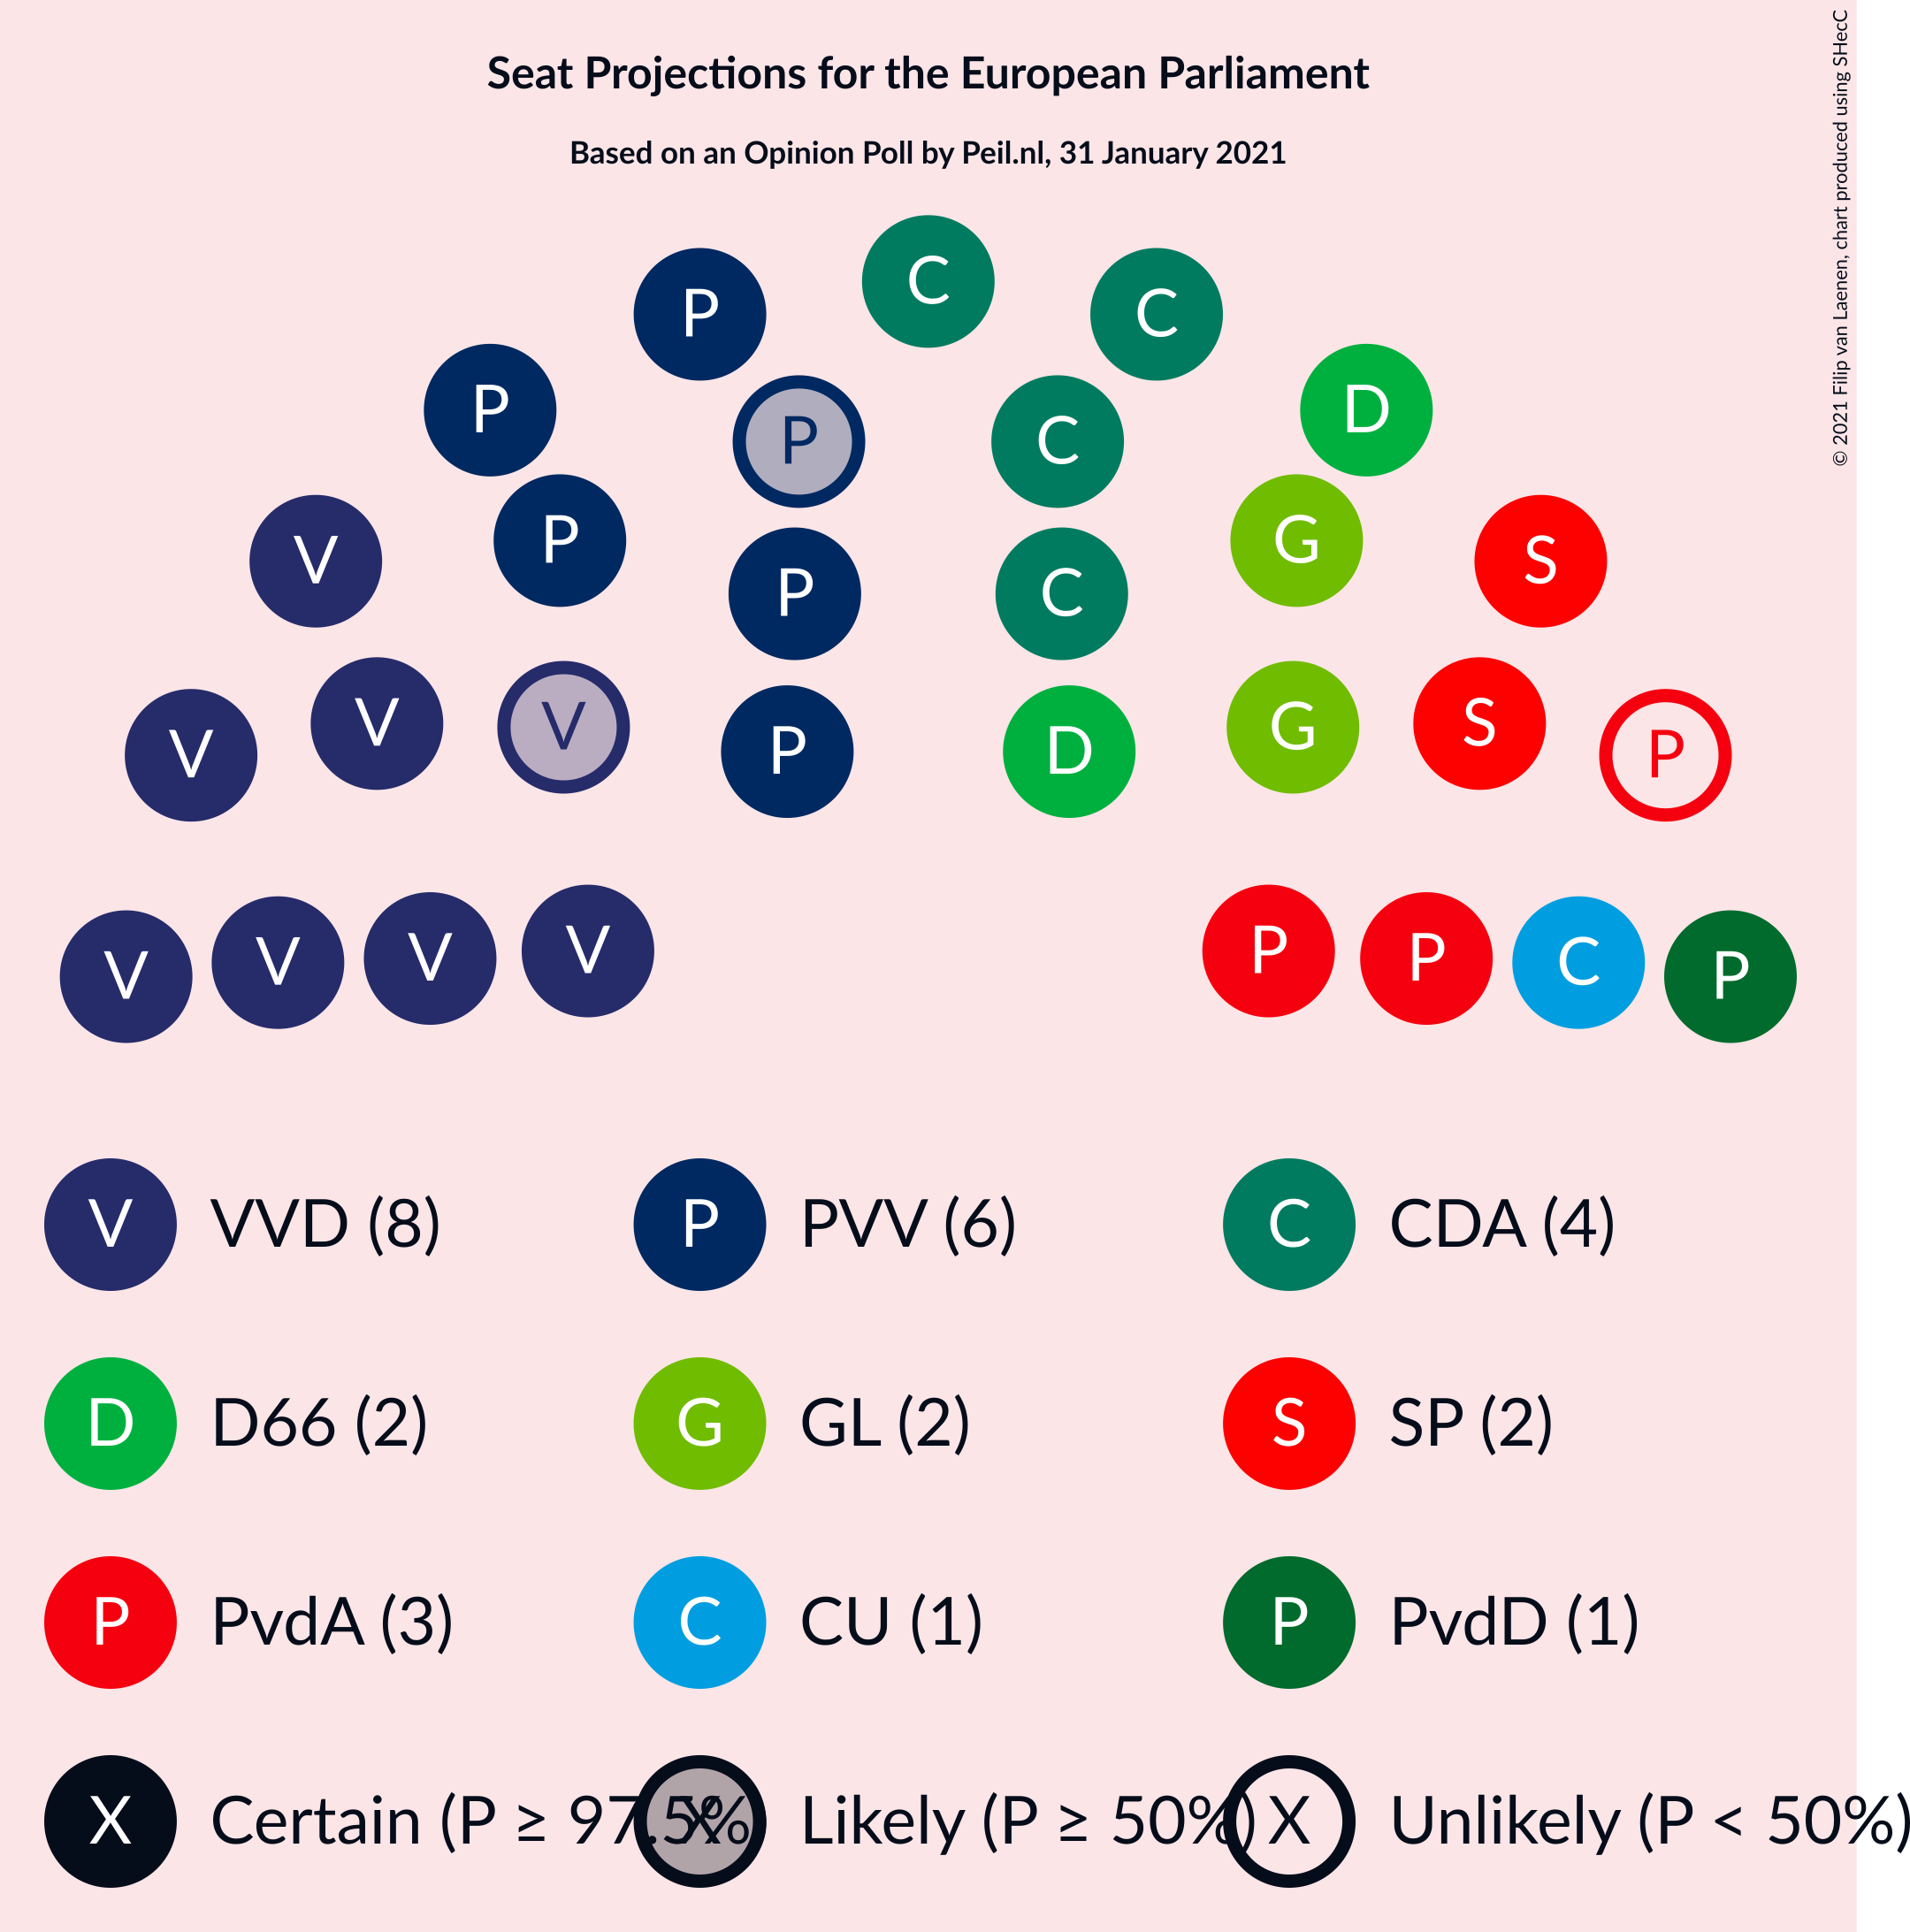 Seat Projections for the European Parliament
Based on an Opinion Poll by Peil.nl, 31 January 2021
© 2021 Filip van Laenen, chart produced using SHecC
C
P C
P D
P C
V P G S
P C
V V V P D G S P
V V V V P P C P
V VVD (8) P PVV (6) C CDA (4)
D D66 (2) G GL (2) S SP (2)
P PvdA (3) C CU (1) P PvdD (1)
X Certain (P ≥ 97.5% X Likely (P ≥ 50%) X Unlikely (P < 50%)